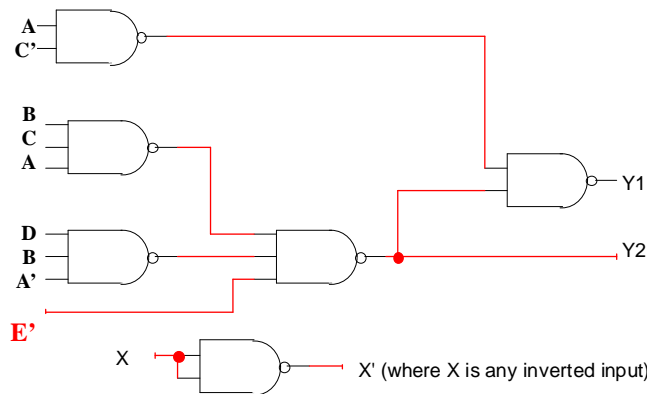 A
C’
B
C
A
Y1
D
B
A’
Y2
E’
X
X' (where X is any inverted input)